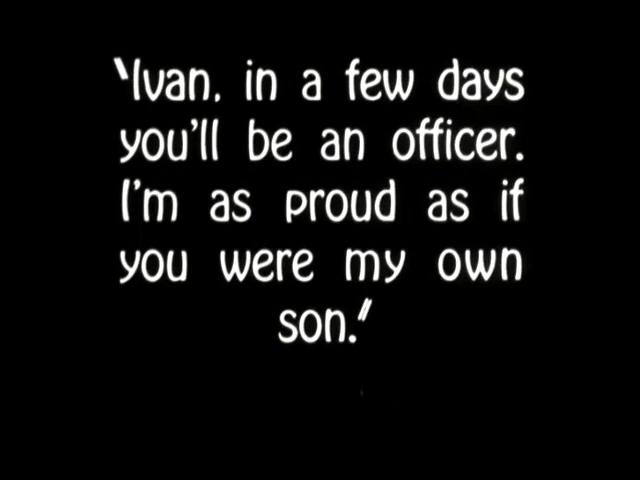 "Ivan, in a few days
you'll be an officer.
I'm as proud as if
you were my own
son."